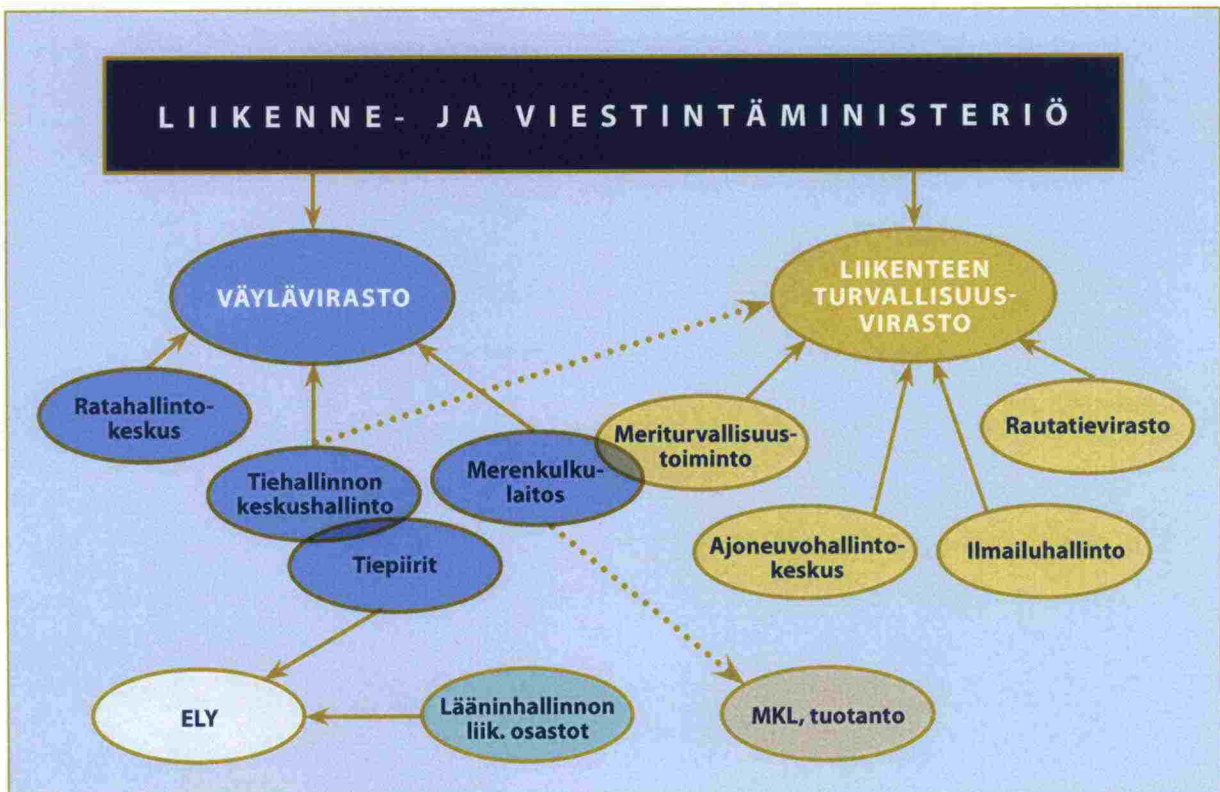 LIIKENNE- JA VIESTINTÄMINISTERIÖ
VÄYLÄVIRASTO
LIIKENTEEN
TURVALLISUUS-
VIRASTO
Ratahallinto-
keskus
Tiehallinnon
keskushallinto
Merenkulku-
laitos
Meriturvallisuus-
toiminto
Rautatievirasto
Tiepiirit
Ajoneuvohallinto-
keskus
Ilmailuhallinto
ELY
Lääninhallinnon
liik. osastot
MKL, tuotanto